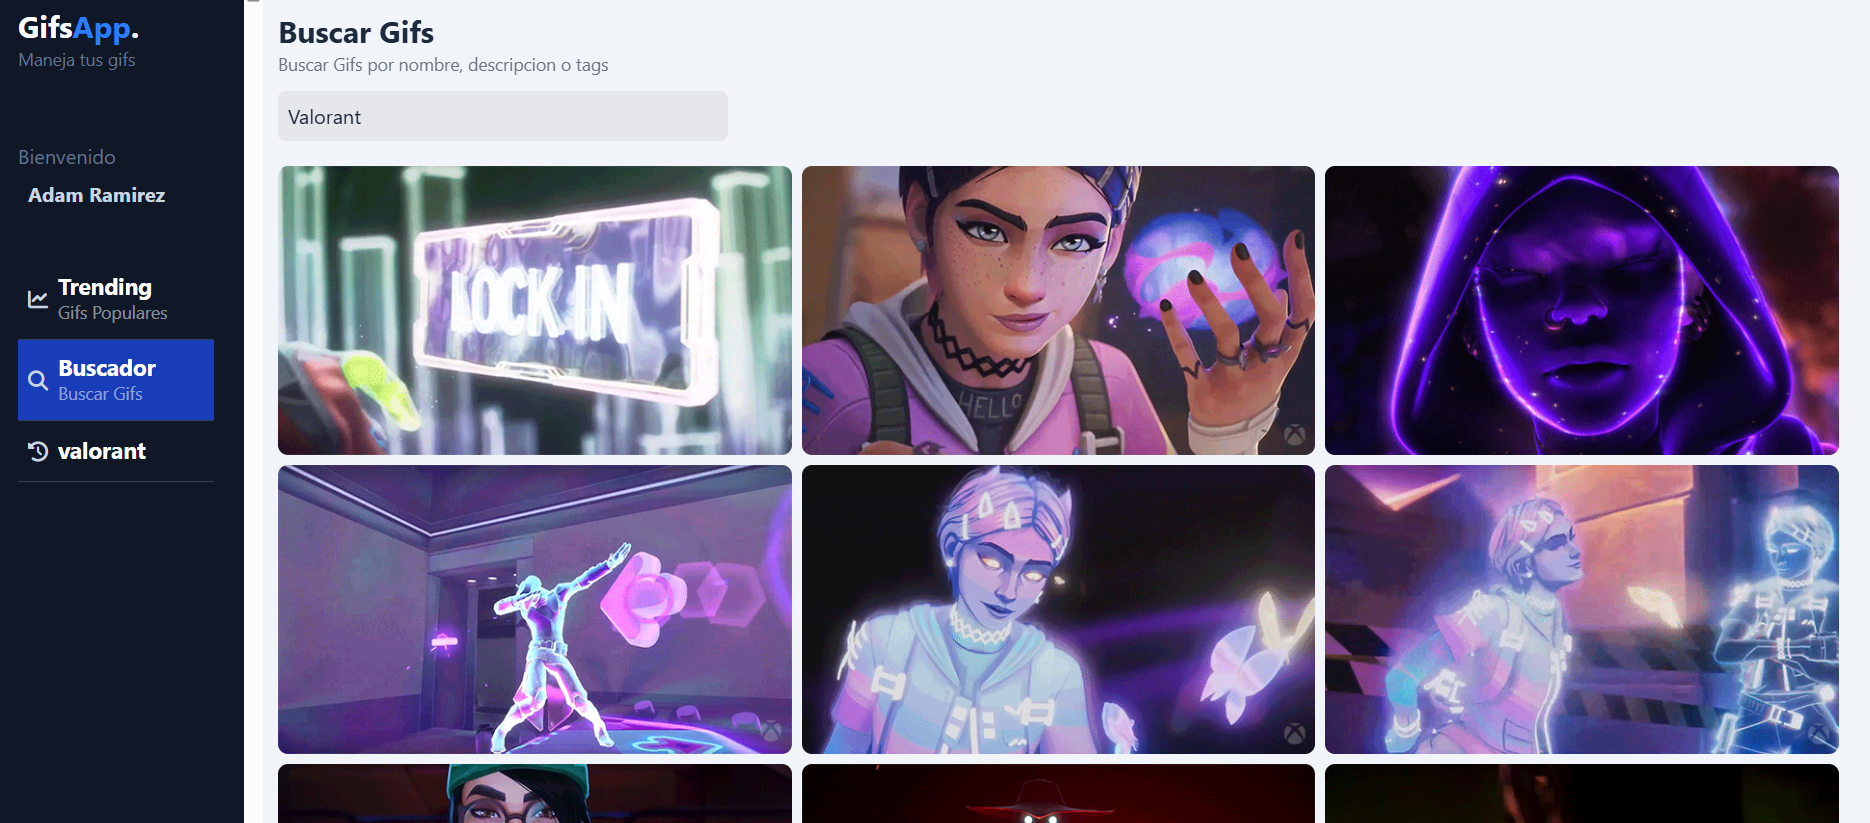 GifsApp.
Maneja tus gifs
Bienvenido
Adam Ramirez
Trending
Gifs Populares
Buscador
Buscar Gifs
valorant
Buscar Gifs
Buscar Gifs por nombre, descripcion o tags
Valorant
LOCK IN
HELLO